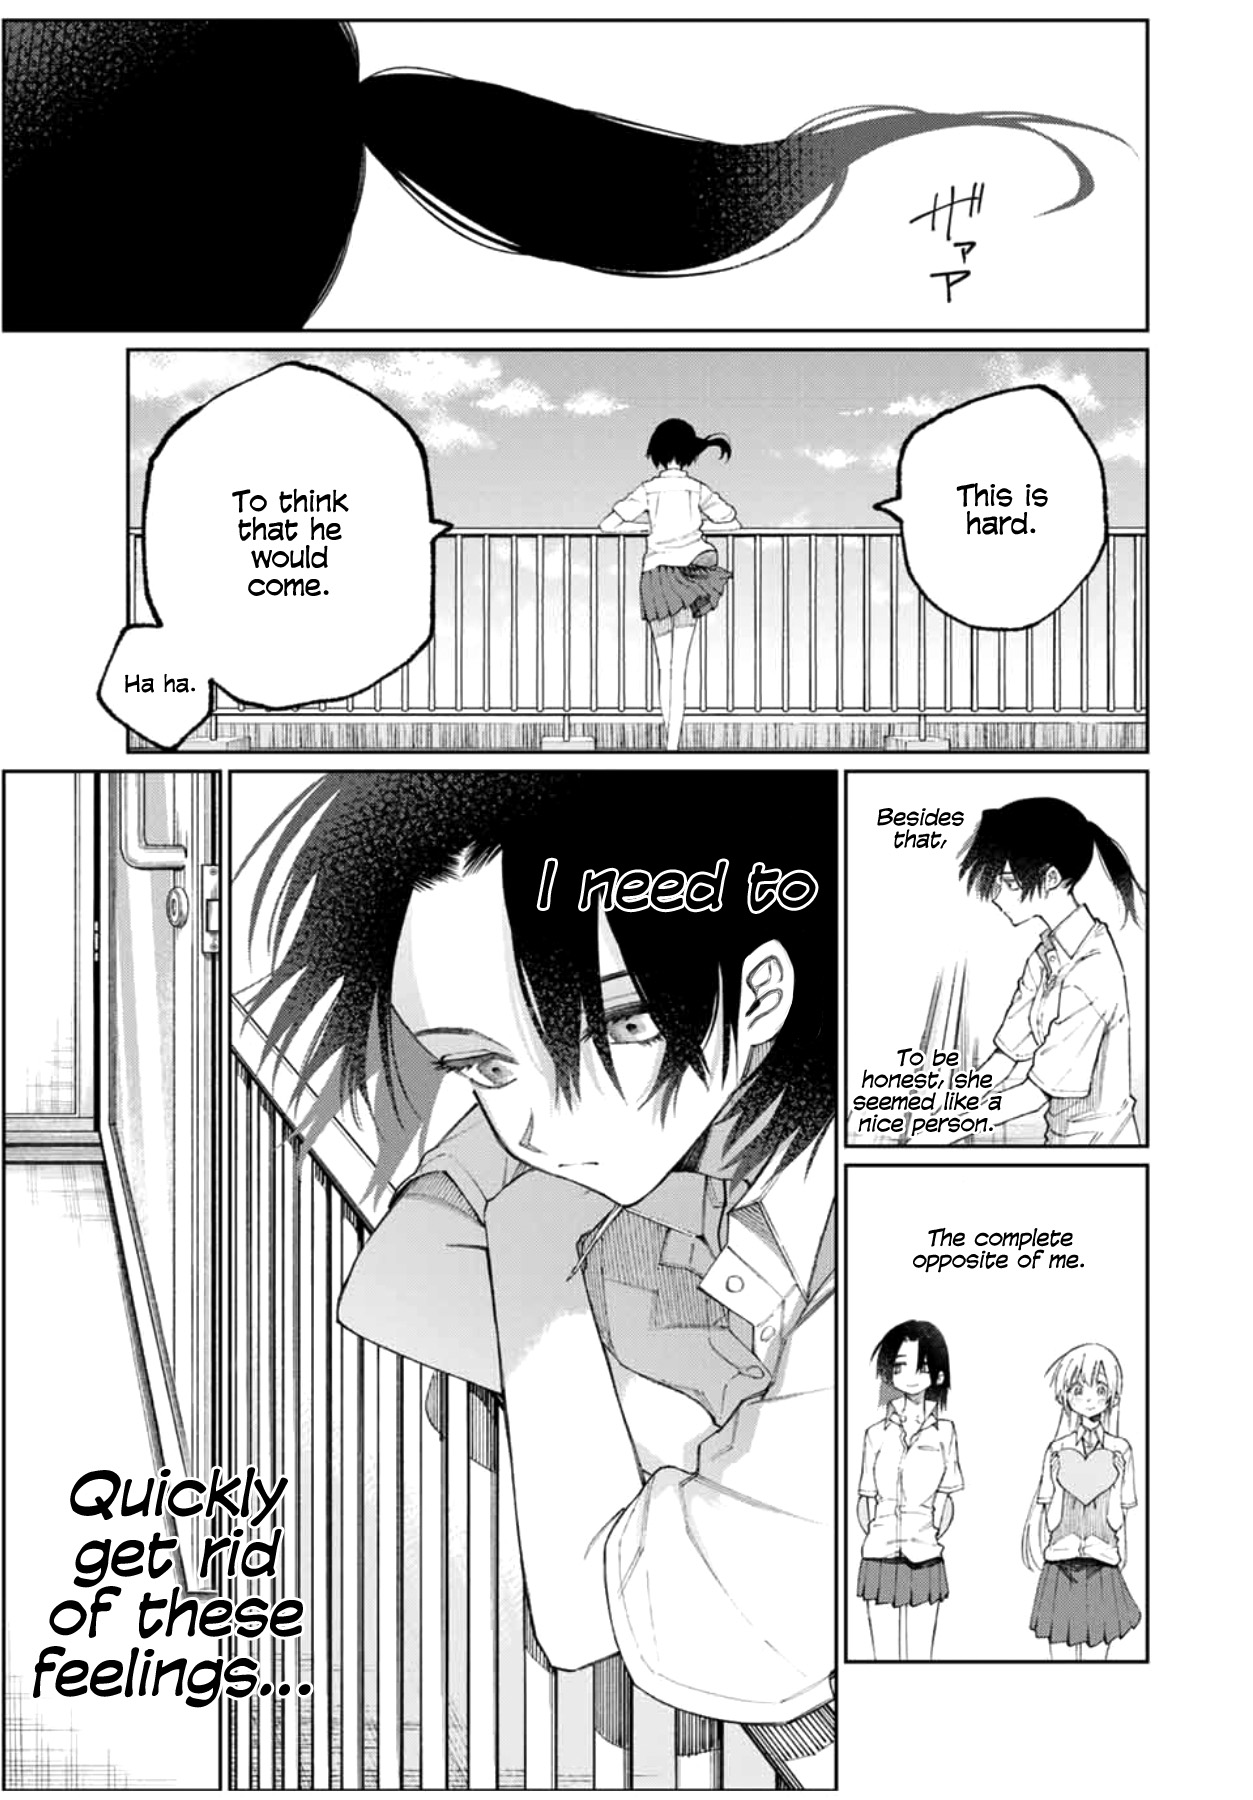 ザ
ァ
ア
This is
hard.
To think
that he
would
come.
Ha ha.
Besides
that,
To be
honest, she
seemed like a
nice person.
The complete
opposite of me.
I need to
Quickly
get rid
of these
feelings...